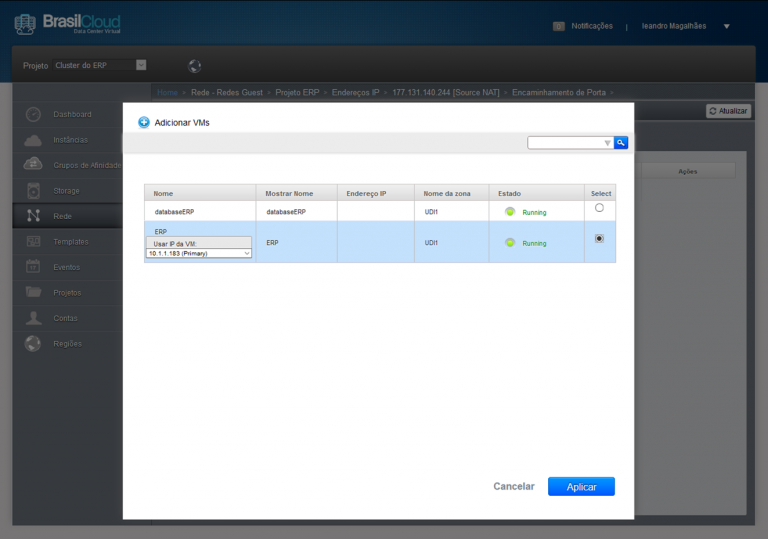 BrasilCloud
Data Center Virtual
Notificações | leandro Magalhães
Projeto Cluster do ERP
Home Rede - Redes Guest Projeto ERP Endereços IP 177.131.140.244 [Source NAT] Encaminhamento de Porta
Dashboard
Instâncias
Grupos de Afinidade
Storage
Rede
Templates
Eventos
Projetos
Contas
Regiões
Atualizar
Ações
Adicionar VMs
Nome Mostrar Nome Endereço IP Nome da zona Estado Select
databaseERP databaseERP UDI1 Running
ERP
Usar IP da VM:
10.1.1.183 (Primary)
ERP UDI1 Running
Cancelar Aplicar